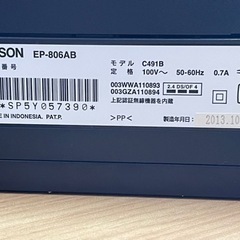 SON EP-806AB
番号
*SP5Y057390*
E IN INDONESIA. PAT.P.
モデル C491B
定格 100V～ 50-60Hz 0.7A
003WWA110893
003GZA110894
2.4 DS/OF 4
上記認証無線機を内蔵
>PP<
製造年月日: 2013.10